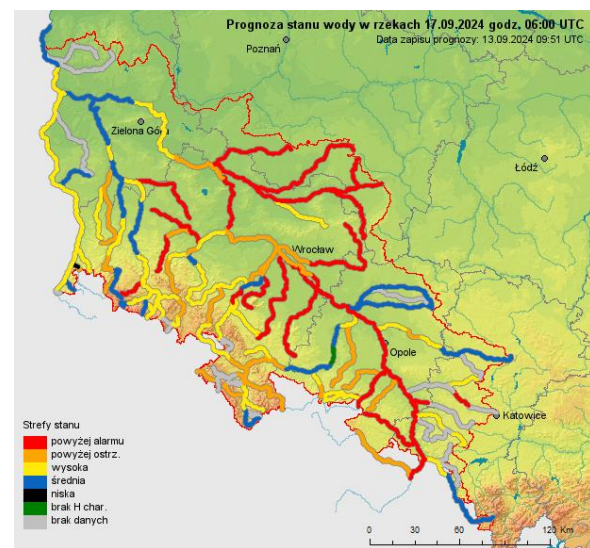 Prognoza stanu wody w rzekach 17.09.2024 godz. 06:00 UTC
Data zapisu prognozy: 13.09.2024 09:51 UTC
Poznań
Zielona Góra
Łódź
Wrocław
Opole
Katowice
Strefy stanu
powyżej alarmu
powyżej ostrz.
wysoka
średnia
niska
brak H char.
brak danych
0 30 60 120 Km